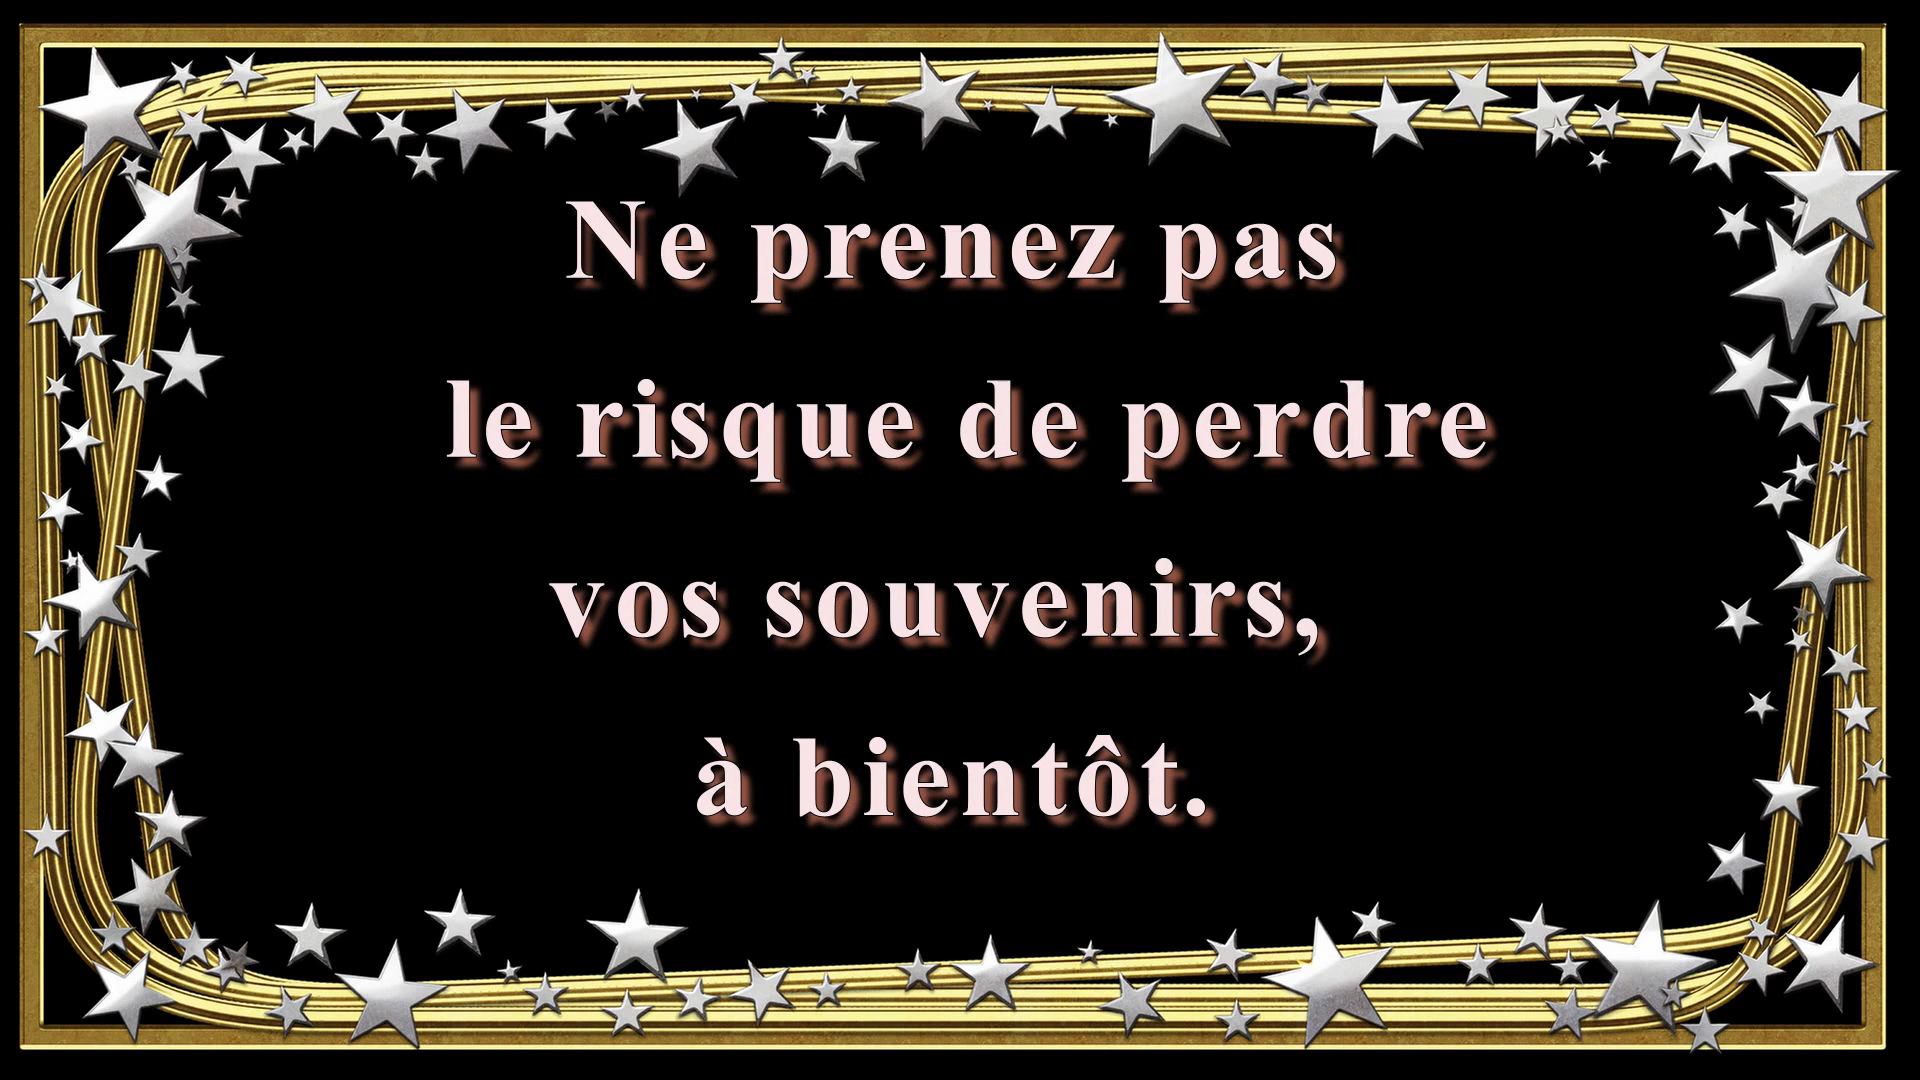 Ne prenez pas
le risque de perdre
vos souvenirs,
à bientôt.